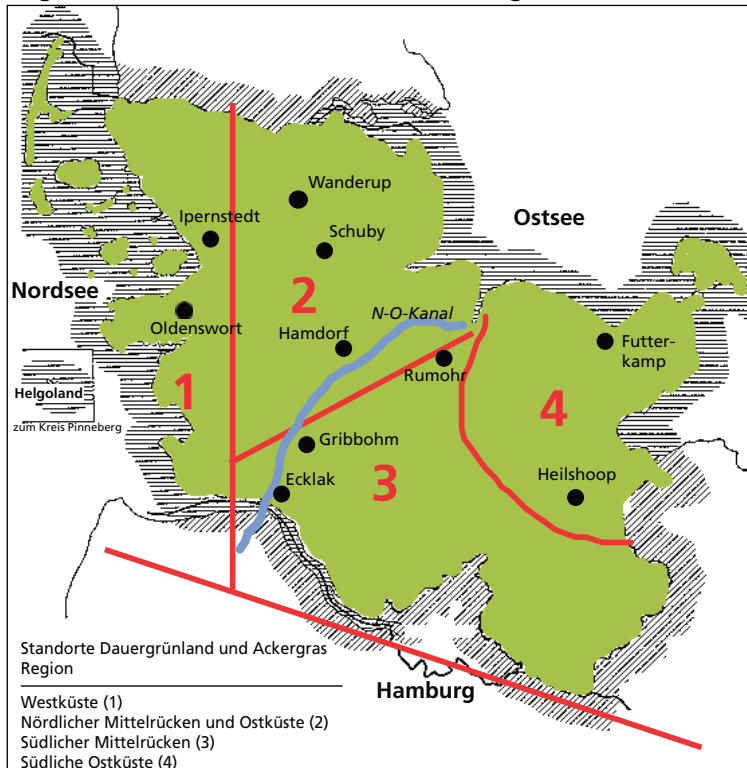 Wanderup
Ipernstedt
Ostsee
Schuby
Nordsee
2
N-O-Kanal
Oldenswort
Hamdorf
Futter-
kamp
Rumohr
1
4
Helgoland
zum Kreis Pinneberg
Gribbohm
Heilshoop
Ecklak
3
Standorte Dauergrünland und Ackergras
Region
Hamburg
Westküste (1)
Nördlicher Mittelrücken und Ostküste (2)
Südlicher Mittelrücken (3)
Südliche Ostküste (4)